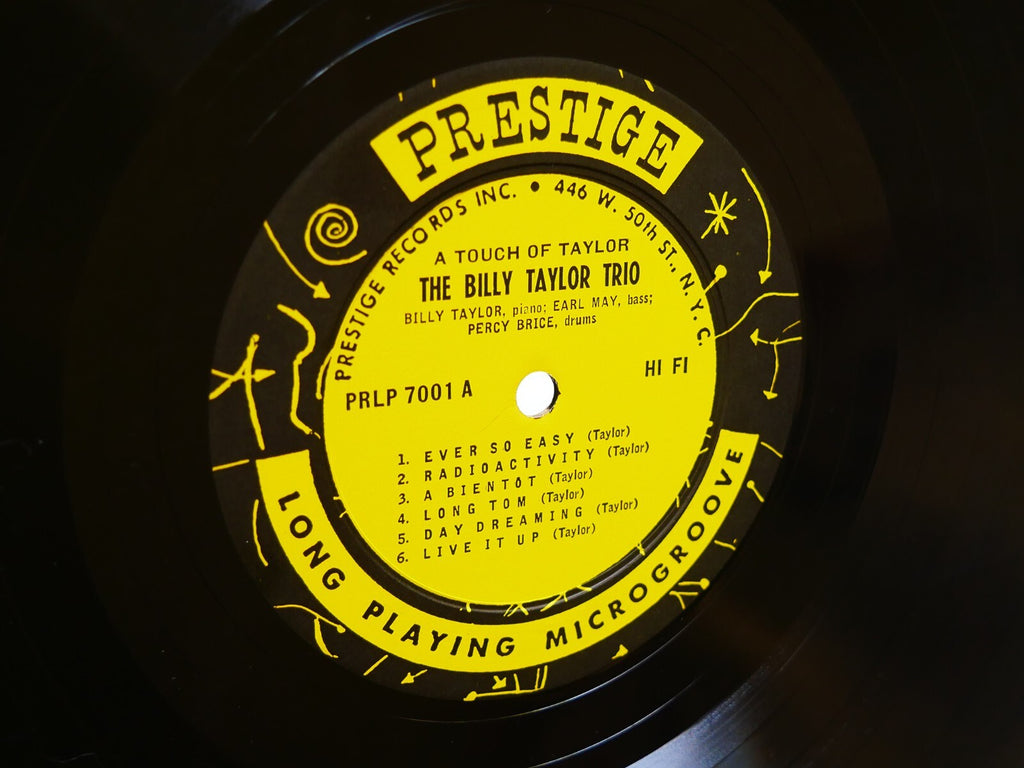 PRESTIGE
PRESTIGE RECORDS INC. • 446 W. 50th ST., N.Y.C.
A TOUCH OF TAYLOR
THE BILLY TAYLOR TRIO
BILLY TAYLOR, piano; EARL MAY, bass;
PERCY BRICE, drums
PRLP 7001 A
HI FI
1. EVER SO EASY (Taylor)
2. RADIOACTIVITY (Taylor)
3. A BIENTÔT (Taylor)
4. LONG TOM (Taylor)
5. DAY DREAMING (Taylor)
6. LIVE IT UP (Taylor)
LONG PLAYING MICROGROOVE